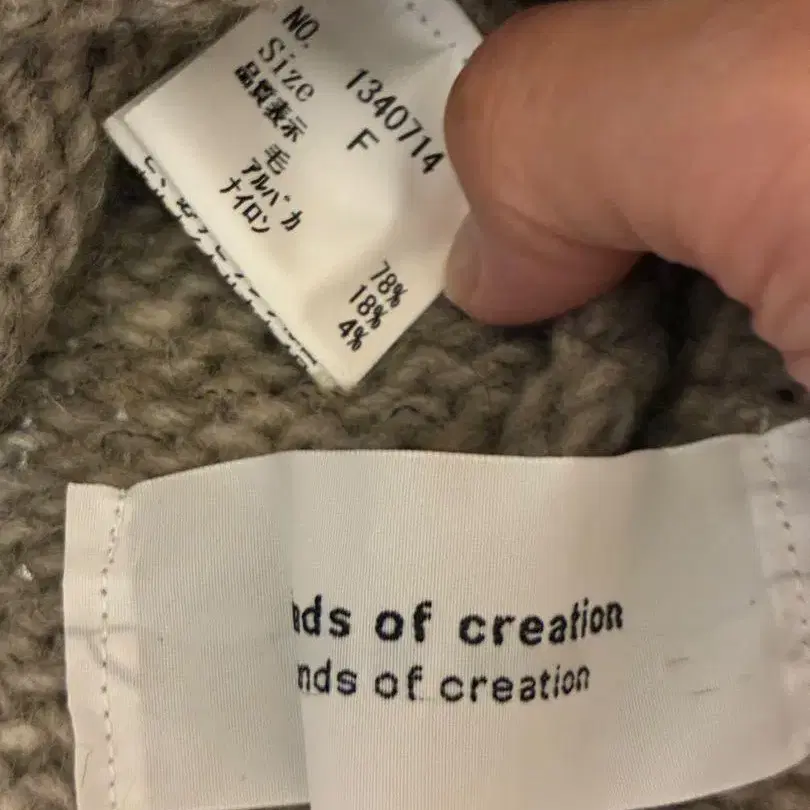 NO. 1340714
Size F
品質表示
毛 78%
アルパカ 18%
ナイロン 4%
nds of creation
nds of creation